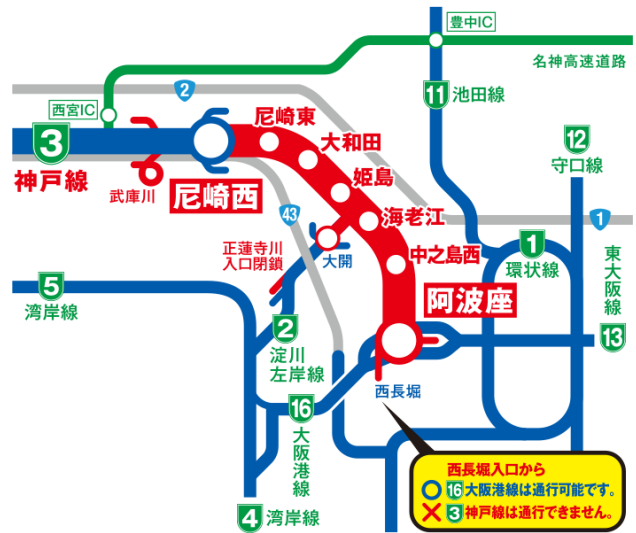 豊中IC
名神高速道路
2
11 池田線
西宮IC
尼崎東
12
守口線
3
神戸線
大和田
武庫川
尼崎西
姫島
43
海老江
1
正蓮寺川
入口閉鎖
大開
中之島西
1
環状線
東大阪線
13
5
湾岸線
阿波座
2
淀川
左岸線
西長堀
16
大阪港線
4 湾岸線
西長堀入口から
○ 16 大阪港線は通行可能です。
× 3 神戸線は通行できません。